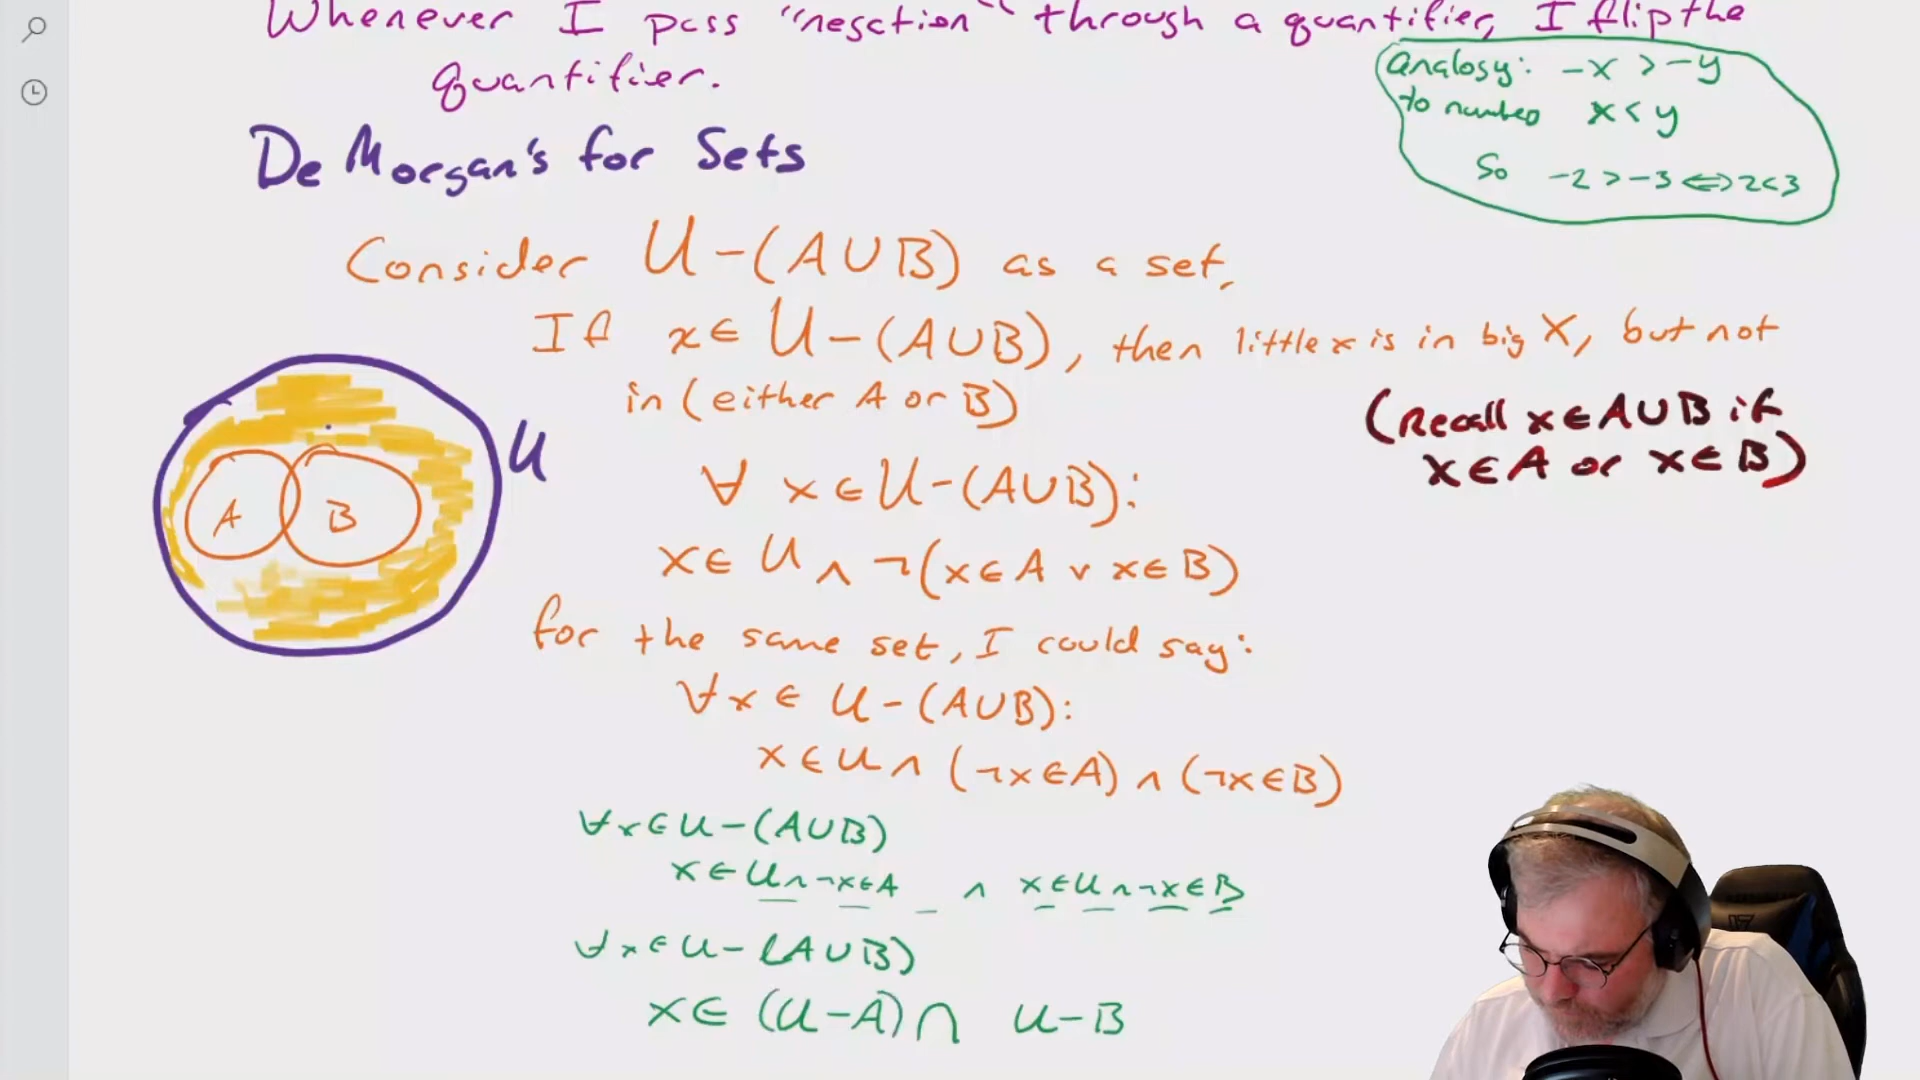 Whenever I pass "negation" through a quantifier, I flip the
quantifier.
analogy: -x > -y
to numbers x < y
So -2 > -3 ⇔ 2 < 3
De Morgan's for Sets
Consider U - (A ∪ B) as a set,
If x ∈ U - (A ∪ B), then little x is in big X, but not
in (either A or B)
(Recall x ∈ A ∪ B if
x ∈ A or x ∈ B)
A B U
∀ x ∈ U - (A ∪ B):
x ∈ U ∧ ¬(x ∈ A ∨ x ∈ B)
for the same set, I could say:
∀ x ∈ U - (A ∪ B):
x ∈ U ∧ (¬x ∈ A) ∧ (¬x ∈ B)
∀ x ∈ U - (A ∪ B)
x ∈ U ∧ ¬x ∈ A ∧ x ∈ U ∧ ¬x ∈ B
∀ x ∈ U - (A ∪ B)
x ∈ (U - A) ∩ U - B